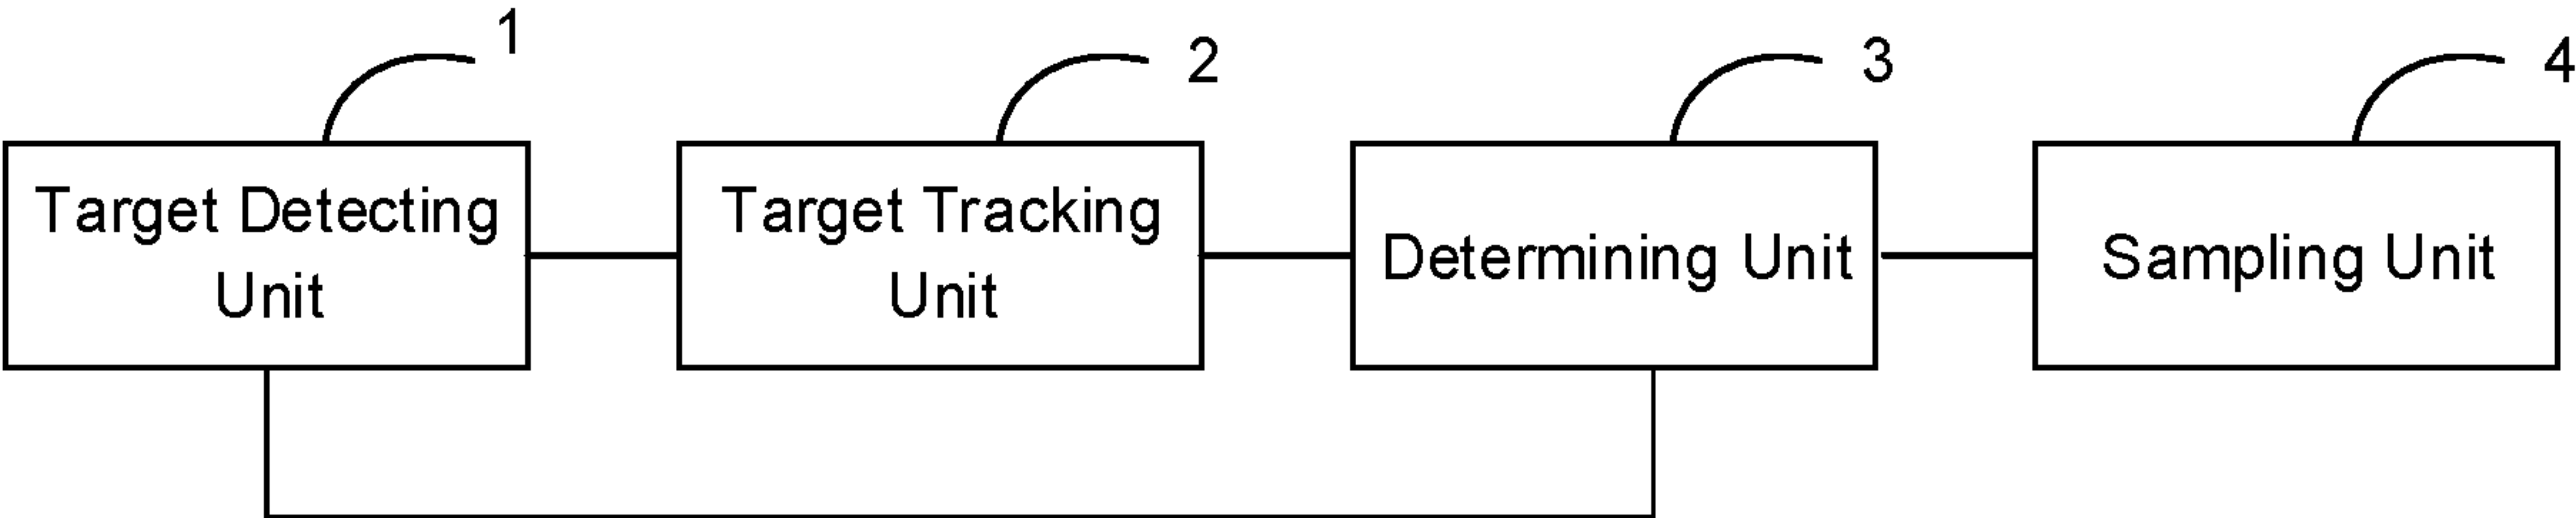 1
2
3
4
Target Detecting
Unit
Target Tracking
Unit
Determining Unit
Sampling Unit